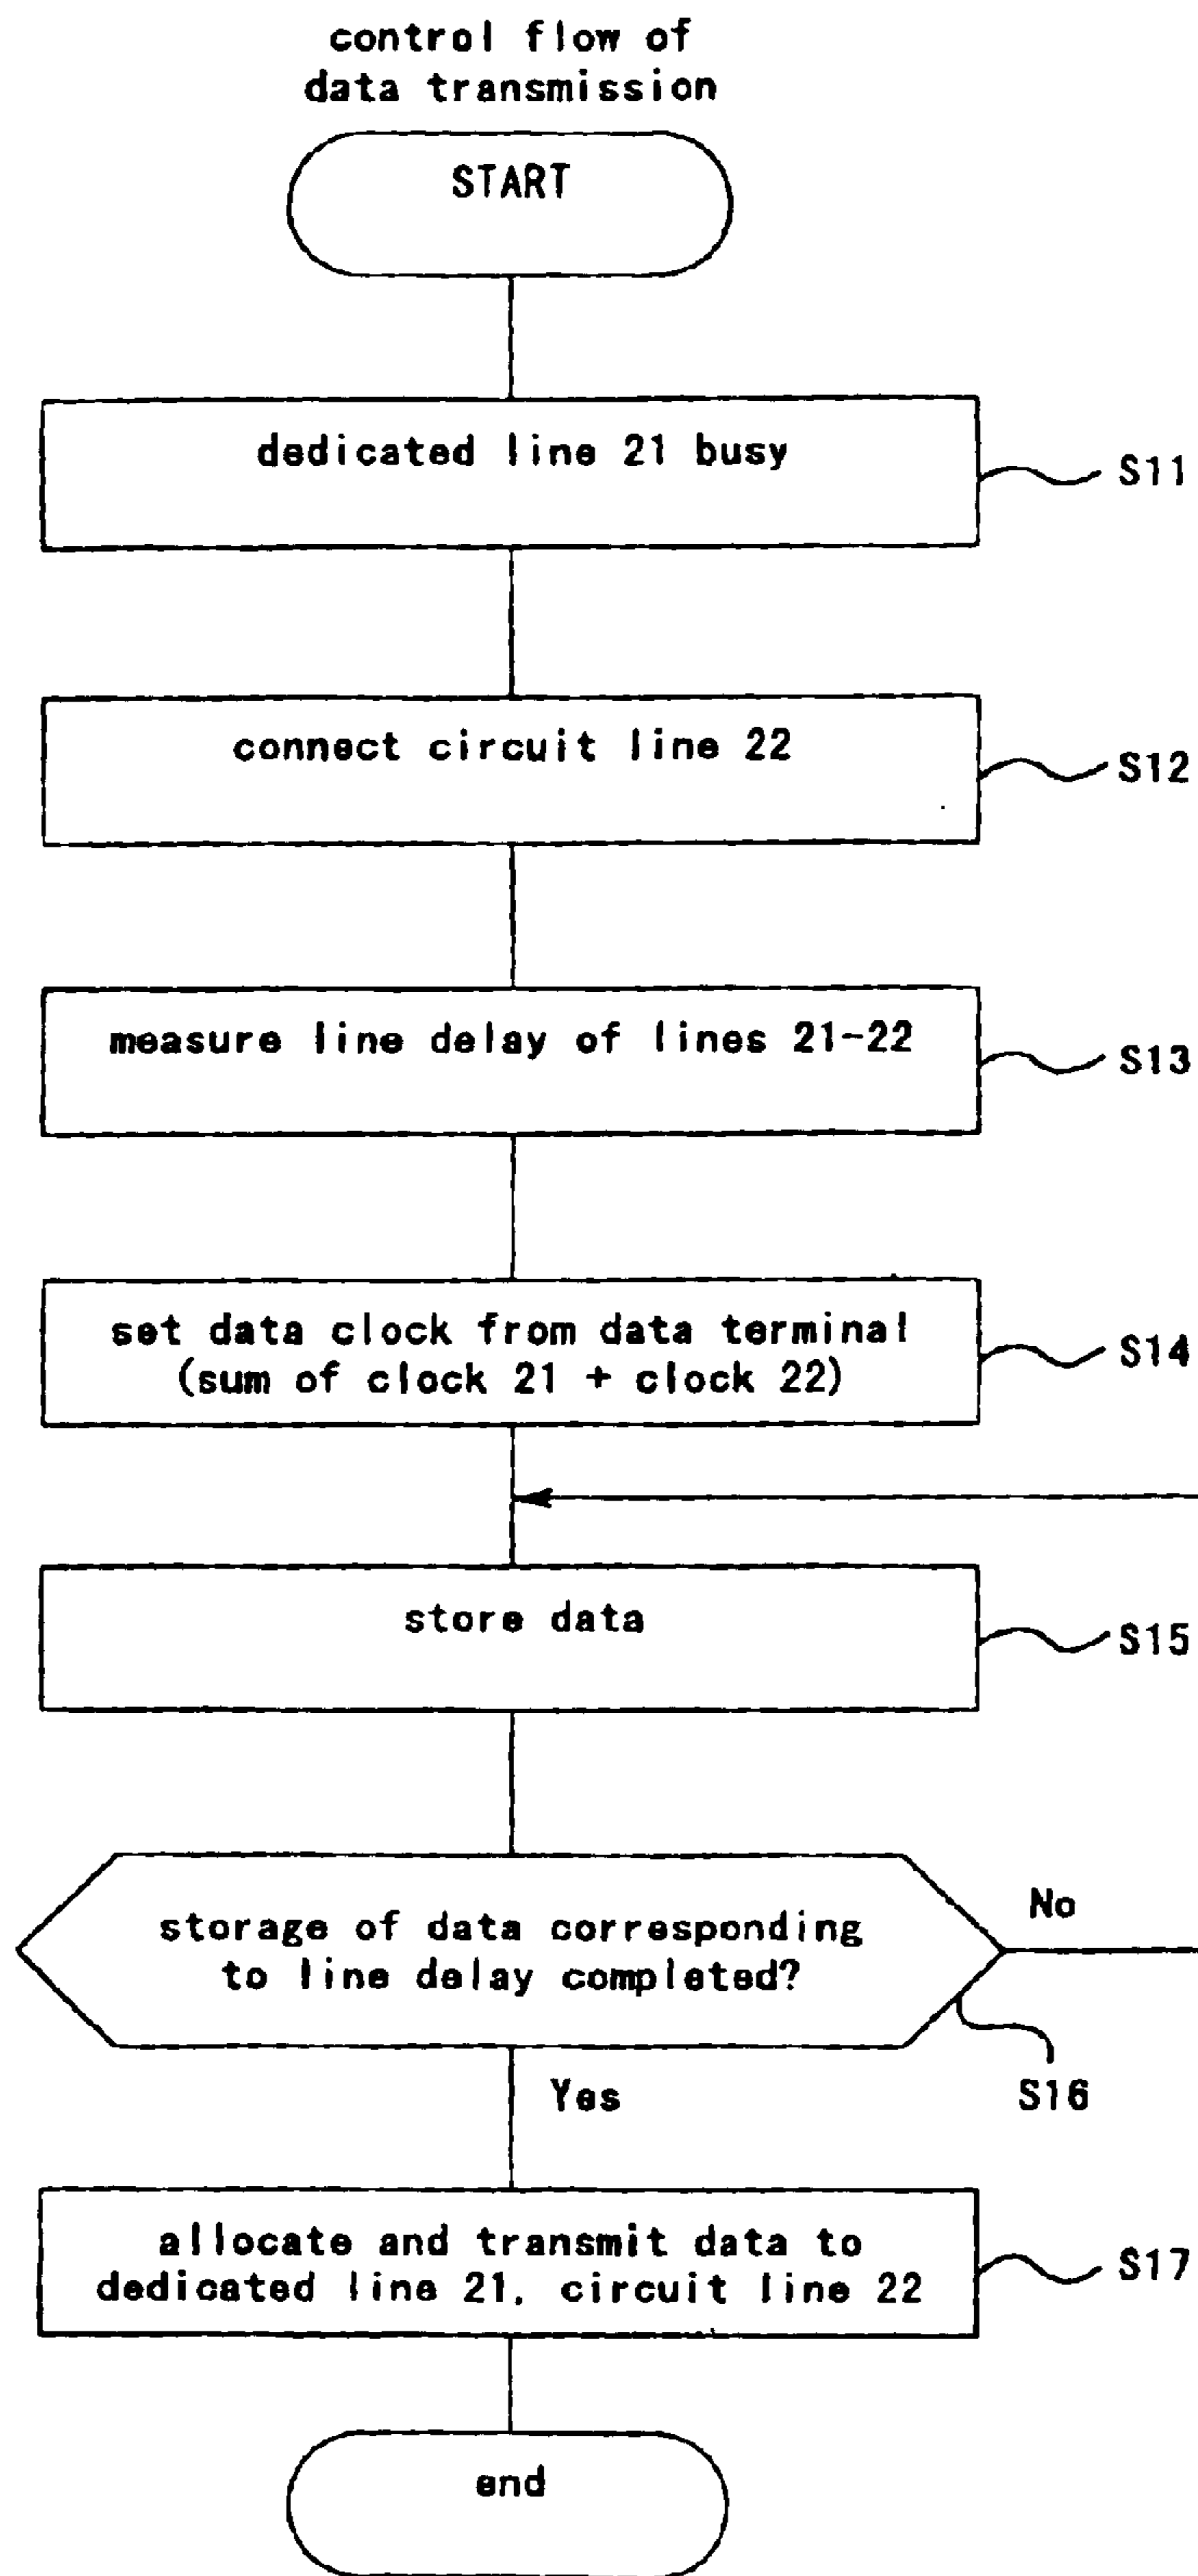 control flow of
data transmission
START
dedicated line 21 busy
S11
connect circuit line 22
S12
measure line delay of lines 21-22
S13
set data clock from data terminal
(sum of clock 21 + clock 22)
S14
store data
S15
storage of data corresponding
to line delay completed?
No
S16
Yes
allocate and transmit data to
dedicated line 21, circuit line 22
S17
end